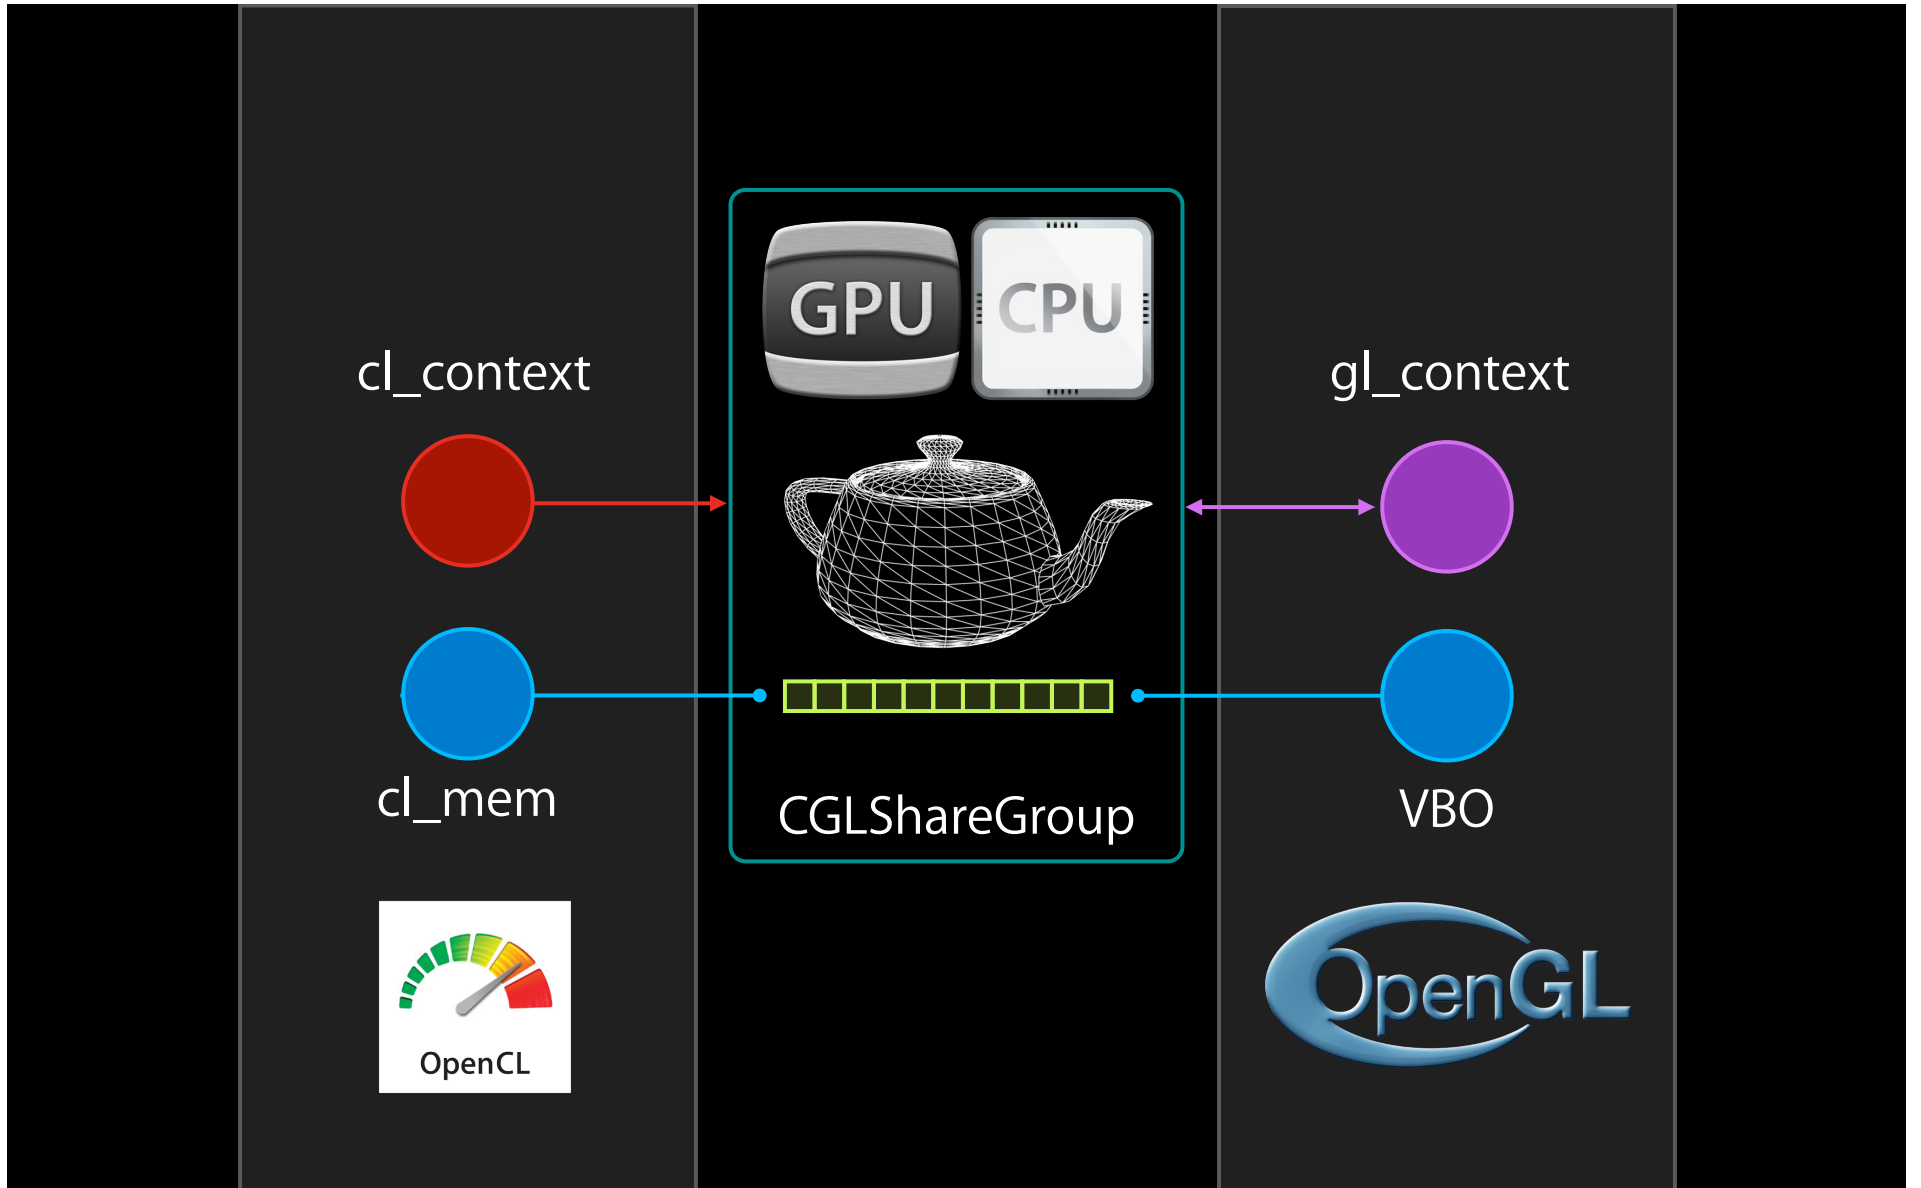 GPU
CPU
cl_context
gl_context
cl_mem
CGLShareGroup
VBO
OpenCL
OpenGL